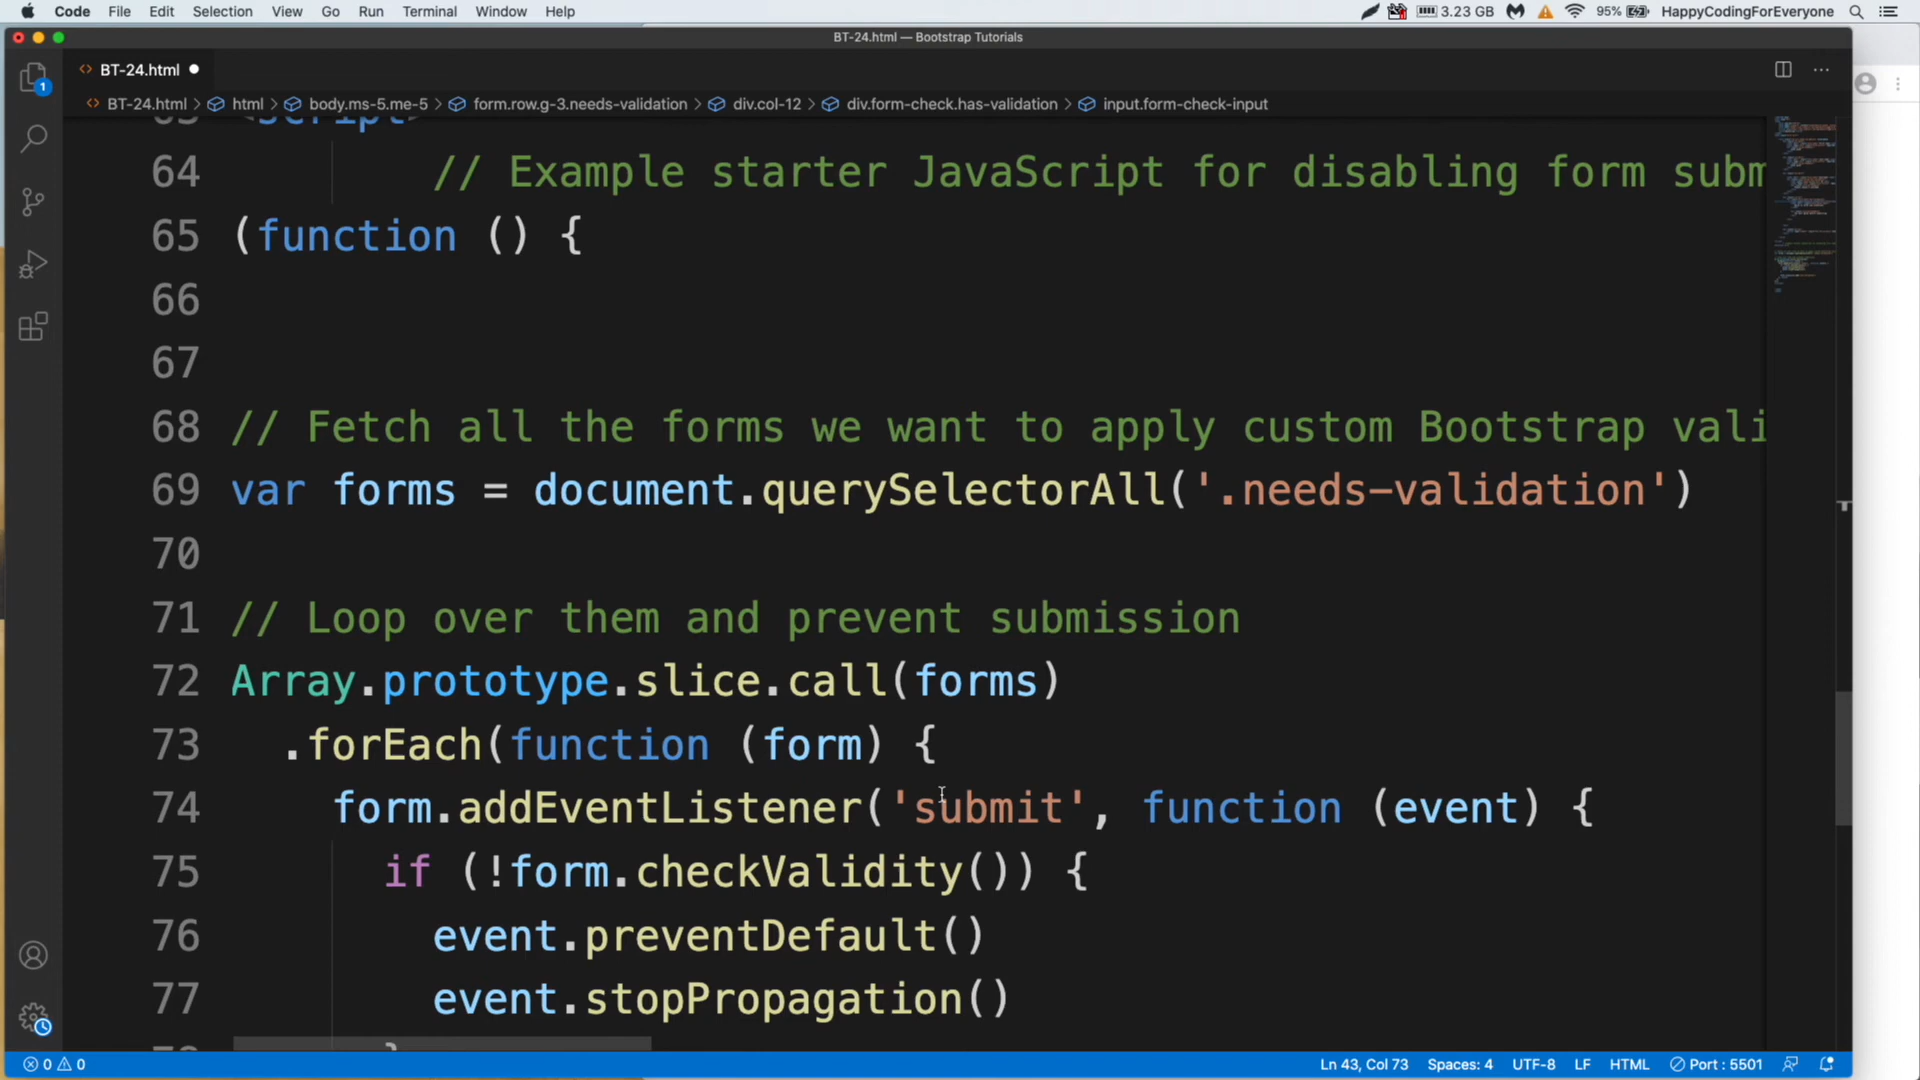 Code File Edit Selection View Go Run Terminal Window Help 3.23 GB 95% HappyCodingForEveryone
BT-24.html — Bootstrap Tutorials
BT-24.html
BT-24.html > html > body.ms-5.me-5 > form.row.g-3.needs-validation > div.col-12 > div.form-check.has-validation > input.form-check-input
63 <script>
64 // Example starter JavaScript for disabling form subm
65 (function () {
66
67
68 // Fetch all the forms we want to apply custom Bootstrap vali
69 var forms = document.querySelectorAll('.needs-validation')
70
71 // Loop over them and prevent submission
72 Array.prototype.slice.call(forms)
73 .forEach(function (form) {
74 form.addEventListener('submit', function (event) {
75 if (!form.checkValidity()) {
76 event.preventDefault()
77 event.stopPropagation()
78 }
1
0 0 Ln 43, Col 73 Spaces: 4 UTF-8 LF HTML Port : 5501